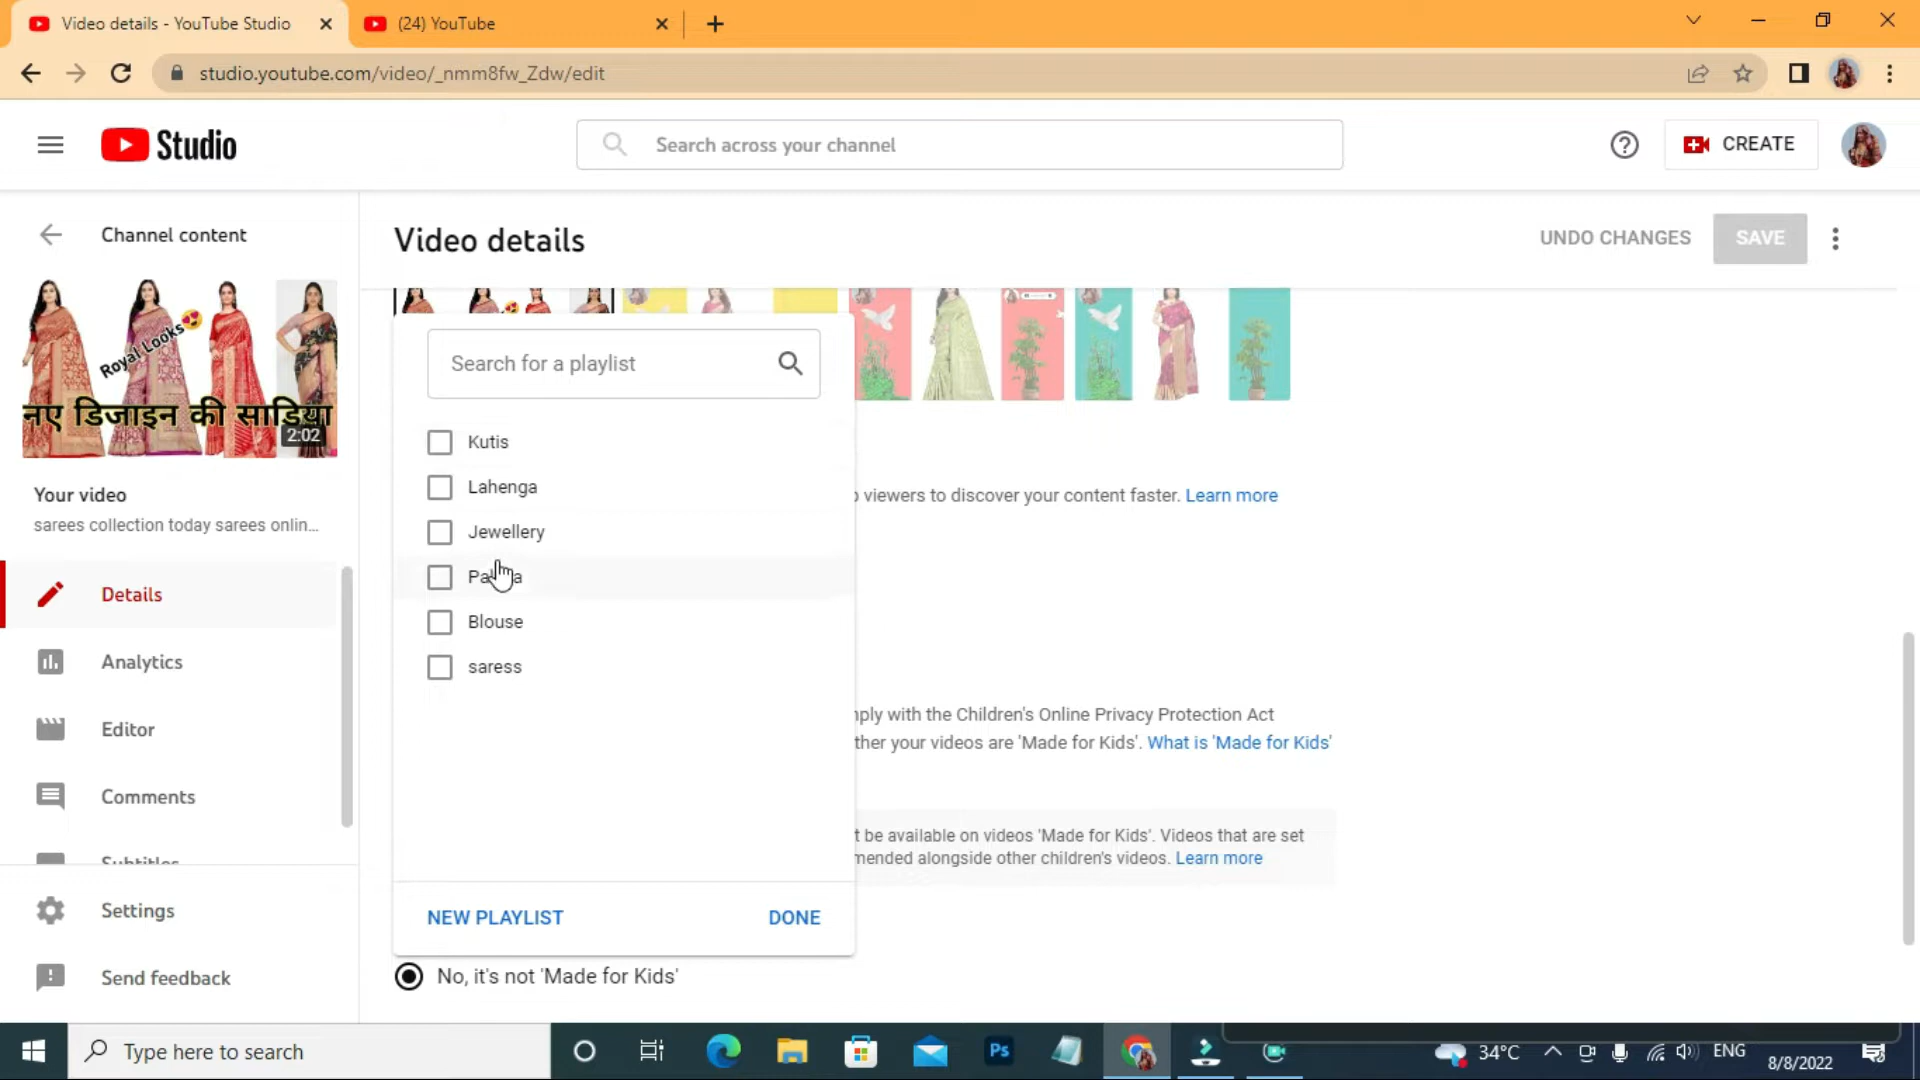 Video details - YouTube Studio
(24) YouTube
studio.youtube.com/video/_nmm8fw_Zdw/edit
Studio
Search across your channel
CREATE
Channel content
Video details
UNDO CHANGES
SAVE
Royal Looks
नए डिजाइन की साडिया
2:02
Your video
sarees collection today sarees onlin...
Details
Analytics
Editor
Comments
Subtitles
Settings
Send feedback
Search for a playlist
Kutis
Lahenga
Jewellery
Blouse
saress
NEW PLAYLIST
DONE
viewers to discover your content faster. Learn more
with the Children's Online Privacy Protection Act
your videos are 'Made for Kids'. What is 'Made for Kids'
be available on videos 'Made for Kids'. Videos that are set
alongside other children's videos. Learn more
No, it's not 'Made for Kids'
Type here to search
Ps
34°C
ENG
8/8/2022